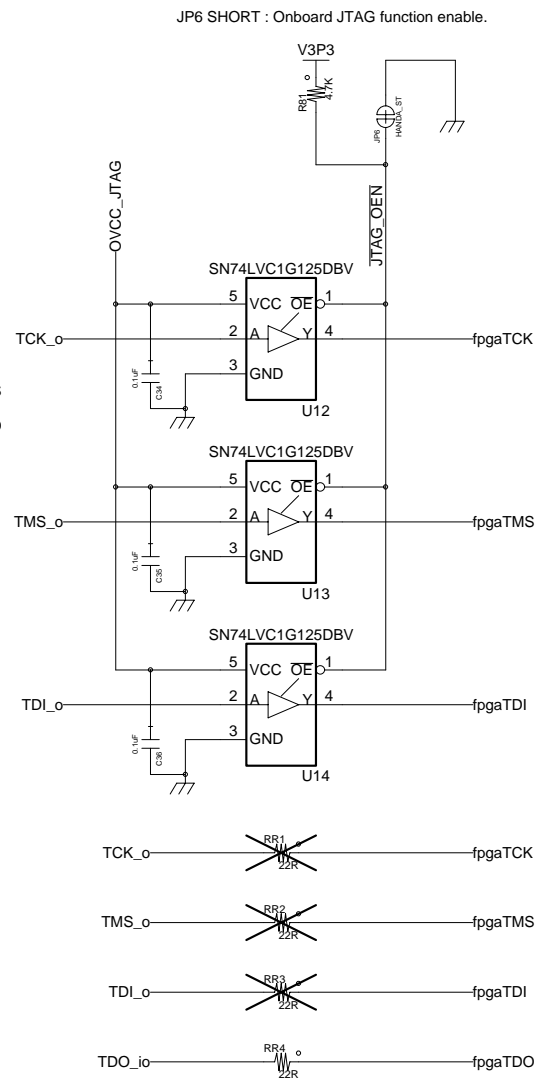 JP6 SHORT : Onboard JTAG function enable.
V3P3
R81
4.7K
JP6
HANDA_ST
OVCC_JTAG
JTAG_OEN
SN74LVC1G125DBV
5 VCC OE 1
TCK_o 2 A Y 4 fpgaTCK
3 GND
0.1uF
C34
U12
SN74LVC1G125DBV
5 VCC OE 1
TMS_o 2 A Y 4 fpgaTMS
3 GND
0.1uF
C35
U13
SN74LVC1G125DBV
5 VCC OE 1
TDI_o 2 A Y 4 fpgaTDI
3 GND
0.1uF
C36
U14
RR1
TCK_o fpgaTCK
22R
RR2
TMS_o fpgaTMS
22R
RR3
TDI_o fpgaTDI
22R
RR4
TDO_io fpgaTDO
22R